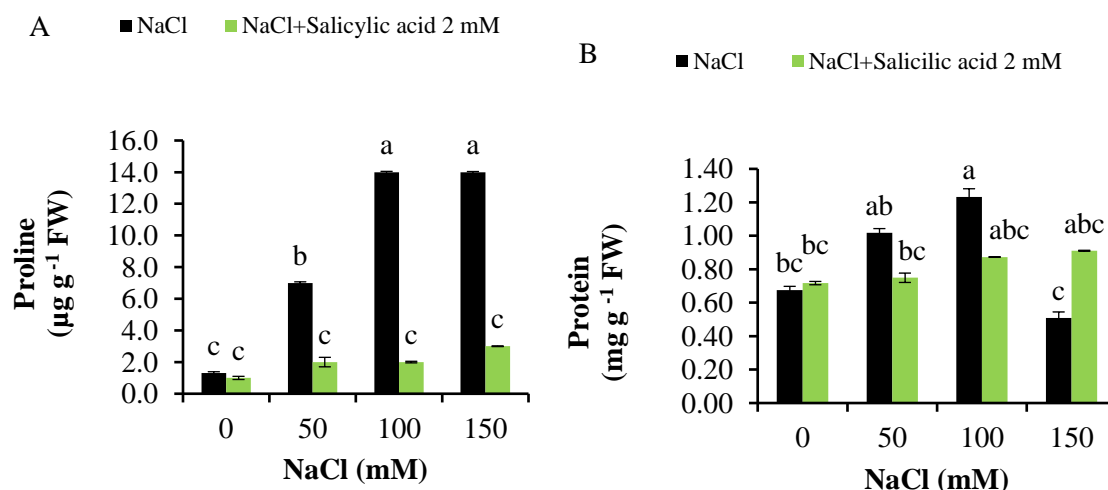 A
NaCl
NaCl+Salicylic acid 2 mM
Proline
(µg g -1 FW)
16.0
14.0
12.0
10.0
8.0
6.0
4.0
2.0
0.0
c
c
b
c
a
c
a
c
0
50
100
150
NaCl (mM)
B
NaCl
NaCl+Salicilic acid 2 mM
Protein
(mg g -1 FW)
1.40
1.20
1.00
0.80
0.60
0.40
0.20
0.00
bc
bc
ab
bc
a
abc
c
abc
0
50
100
150
NaCl (mM)